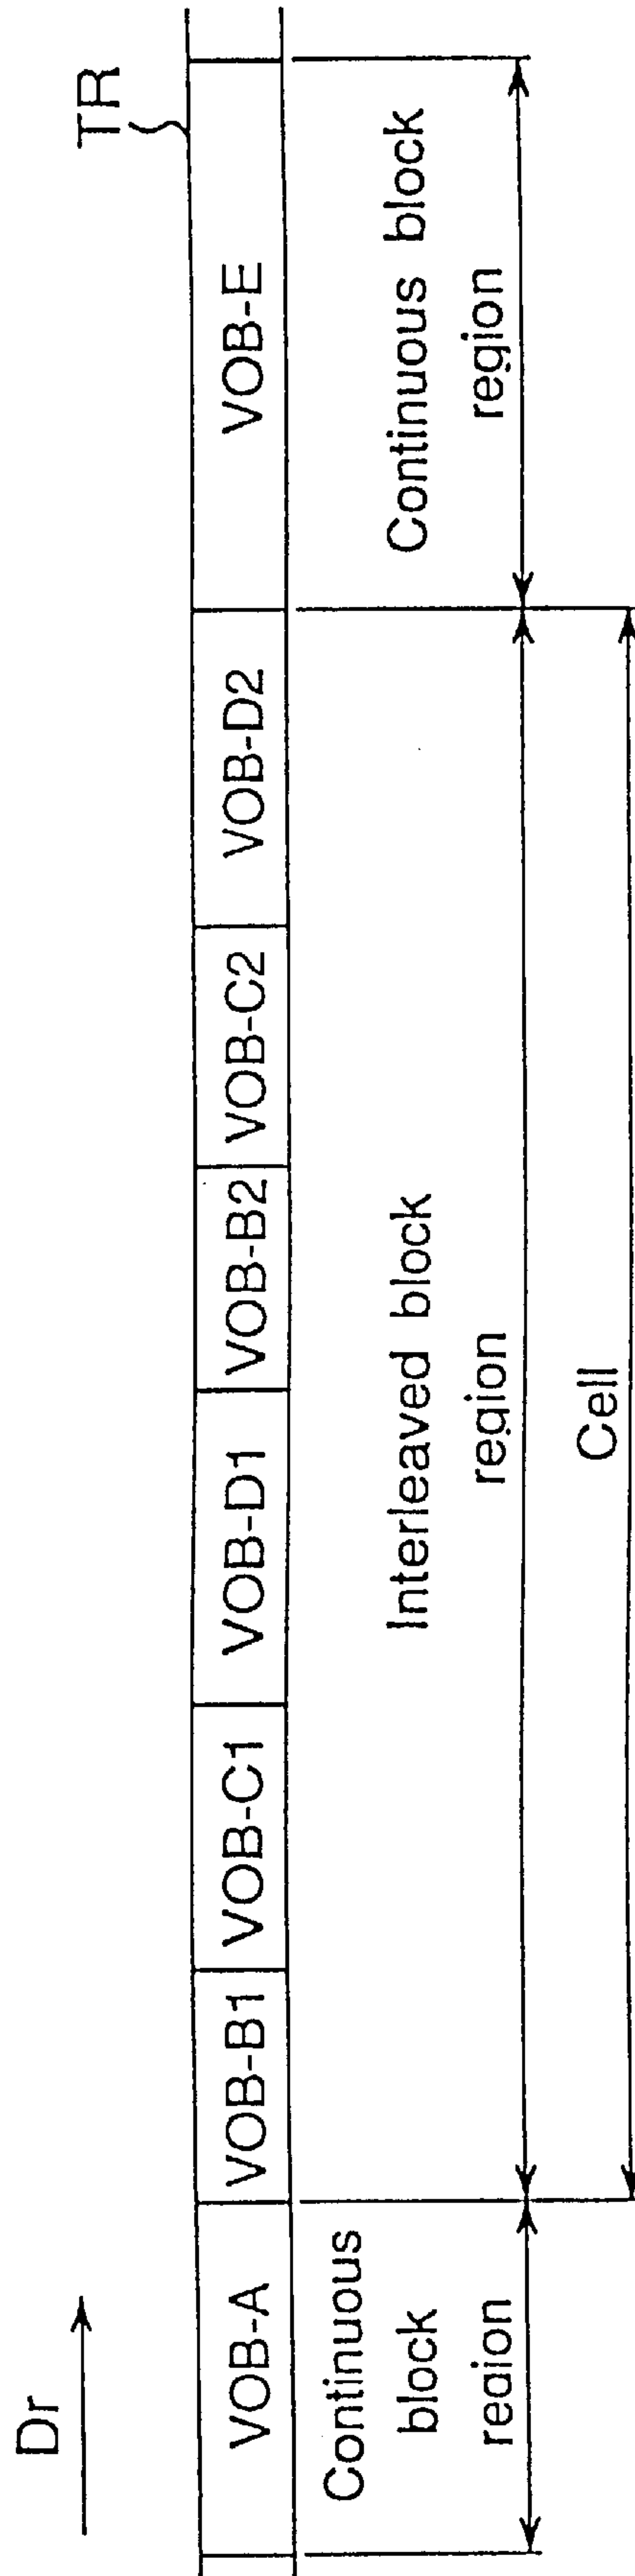 Dr
TR
VOB-A
VOB-B1
VOB-C1
VOB-D1
VOB-B2
VOB-C2
VOB-D2
VOB-E
Continuous
block
region
Interleaved block
region
Continuous block
region
Cell